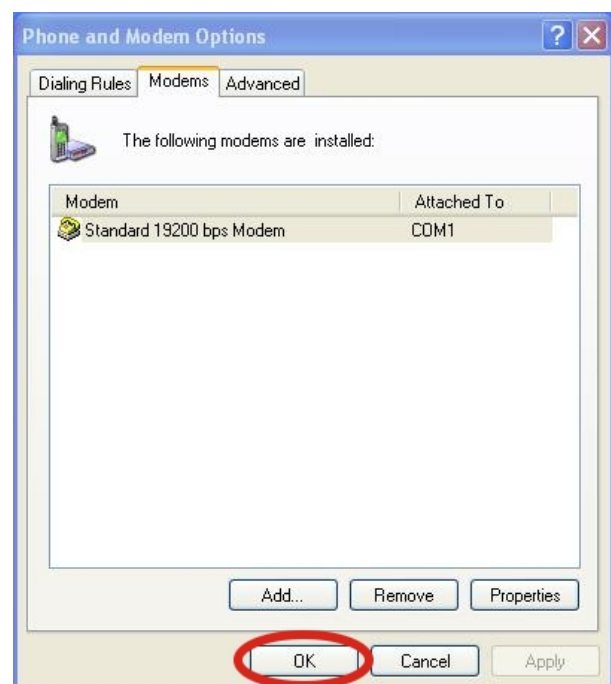 Phone and Modem Options
Dialing Rules Modems Advanced
The following modems are installed:
Modem Attached To
Standard 19200 bps Modem COM1
Add... Remove Properties
OK Cancel Apply